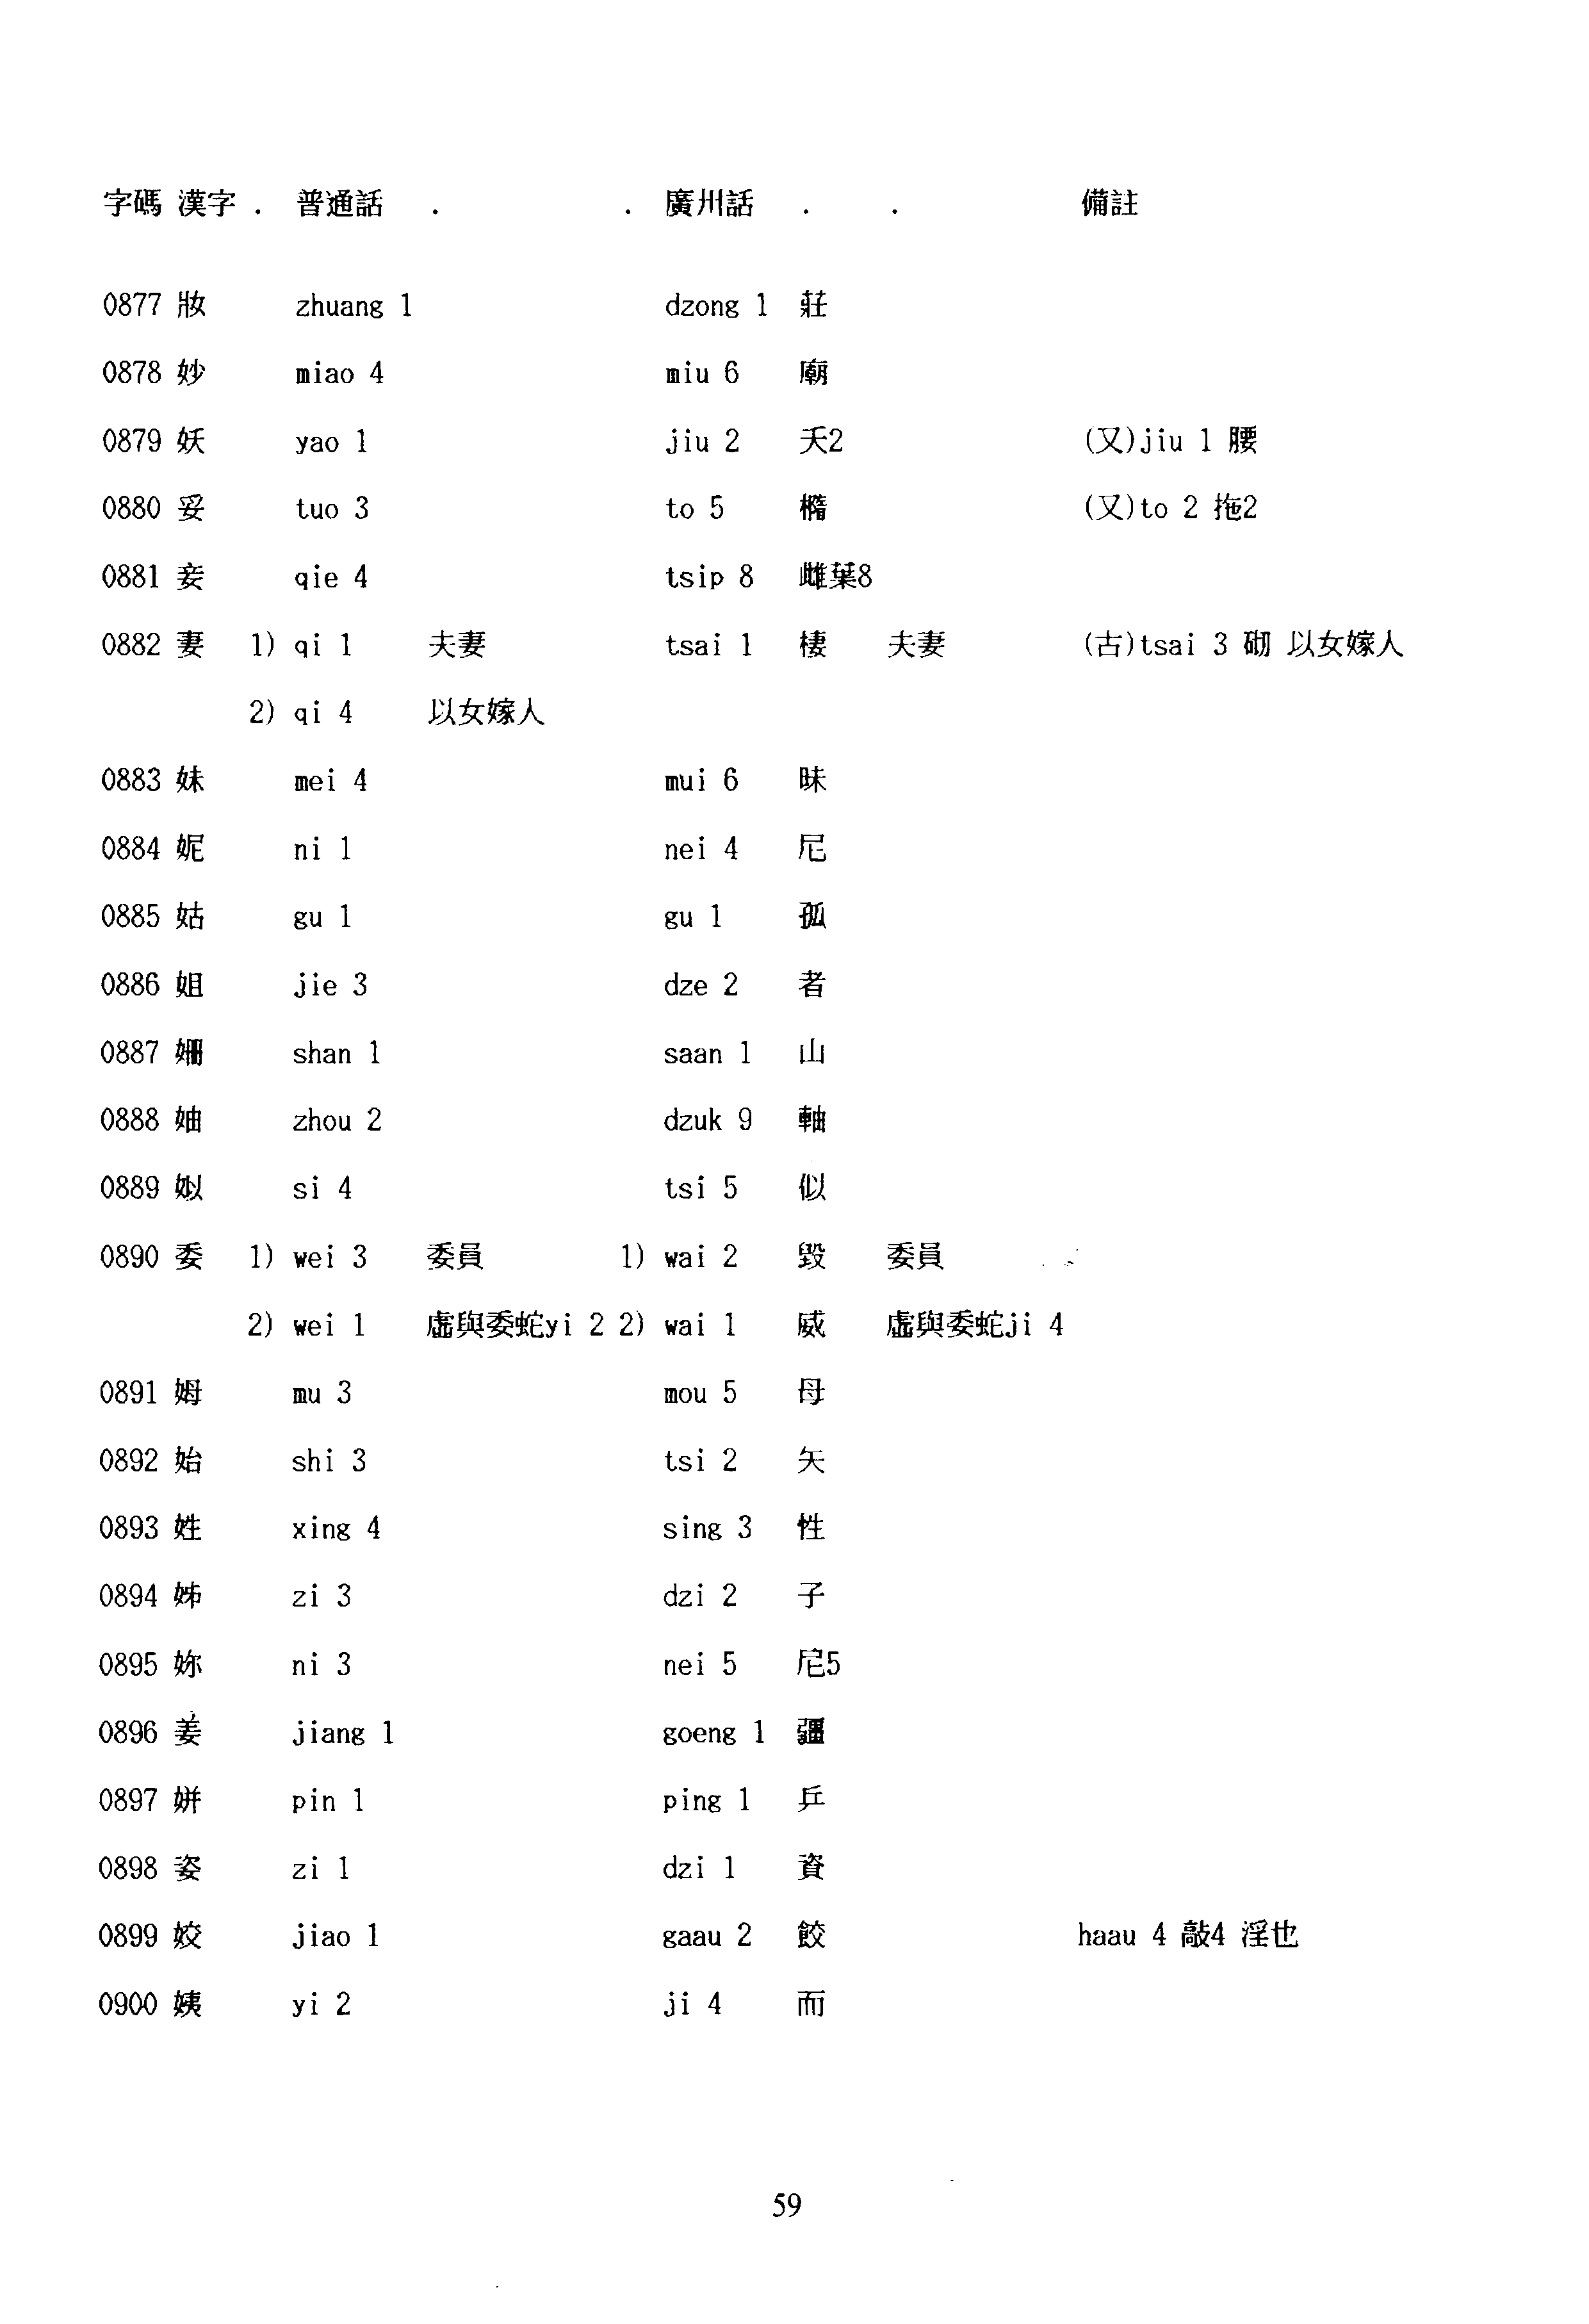 字碼 漢字 . 普通話 . . 廣州話 . . 備註
0877 妝 zhuang 1 dzong 1 莊
0878 妙 miao 4 miu 6 廟
0879 妖 yao 1 jiu 2 夭2 (又)jiu 1 腰
0880 妥 tuo 3 to 5 橢 (又)to 2 拖2
0881 妾 qie 4 tsip 8 雌葉8
0882 妻 1) qi 1 夫妻 tsai 1 棲 夫妻 (古)tsai 3 砌 以女嫁人
2) qi 4 以女嫁人
0883 妹 mei 4 mui 6 昧
0884 妮 ni 1 nei 4 尼
0885 姑 gu 1 gu 1 孤
0886 姐 jie 3 dze 2 者
0887 姍 shan 1 saan 1 山
0888 妯 zhou 2 dzuk 9 軸
0889 姒 si 4 tsi 5 似
0890 委 1) wei 3 委員 1) wai 2 毀 委員
2) wei 1 虛與委蛇yi 2 2) wai 1 威 虛與委蛇ji 4
0891 姆 mu 3 mou 5 母
0892 始 shi 3 tsi 2 矢
0893 姓 xing 4 sing 3 性
0894 姊 zi 3 dzi 2 子
0895 妳 ni 3 nei 5 尼5
0896 姜 jiang 1 goeng 1 疆
0897 姘 pin 1 ping 1 乒
0898 姿 zi 1 dzi 1 資
0899 姣 jiao 1 gaau 2 餃 haau 4 敲4 淫也
0900 姨 yi 2 ji 4 而
59